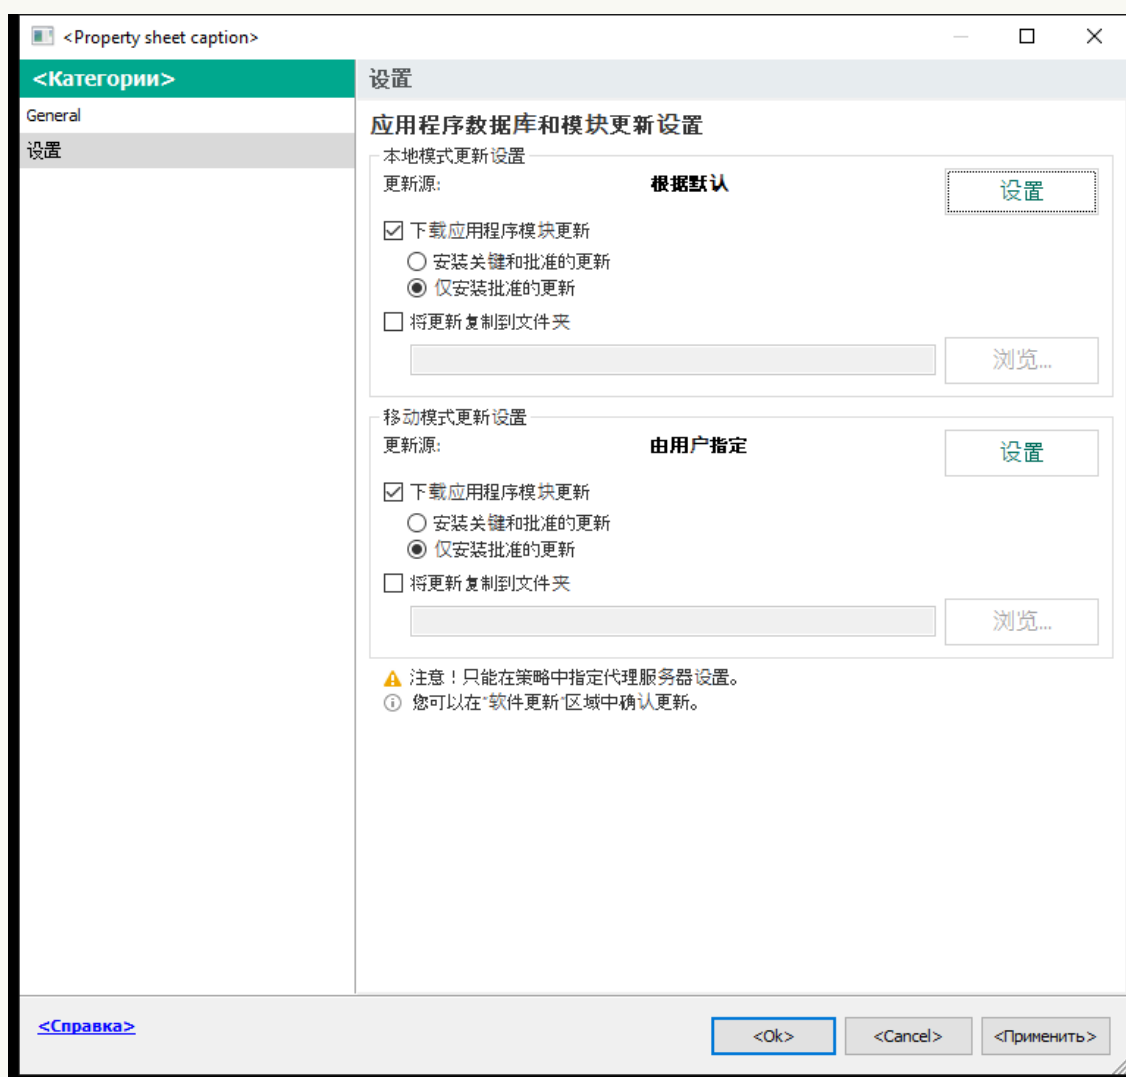 <Property sheet caption>
<Категории>
General
设置
设置
应用程序数据库和模块更新设置
本地模式更新设置
更新源: 根据默认 设置
下载应用程序模块更新
安装关键和批准的更新
仅安装批准的更新
将更新复制到文件夹
浏览...
移动模式更新设置
更新源: 由用户指定 设置
下载应用程序模块更新
安装关键和批准的更新
仅安装批准的更新
将更新复制到文件夹
浏览...
注意！只能在策略中指定代理服务器设置。
您可以在"软件更新"区域中确认更新。
<Справка>
<Ok> <Cancel> <Применить>